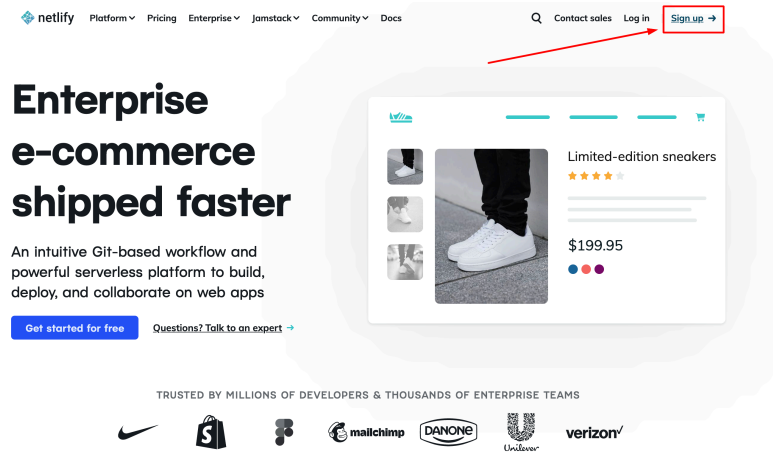 netlify Platform Pricing Enterprise Jamstack Community Docs Contact sales Log in Sign up →
Enterprise
e-commerce
shipped faster
An intuitive Git-based workflow and
powerful serverless platform to build,
deploy, and collaborate on web apps
Get started for free Questions? Talk to an expert →
Limited-edition sneakers
$199.95
TRUSTED BY MILLIONS OF DEVELOPERS & THOUSANDS OF ENTERPRISE TEAMS
mailchimp DANONE Unilever verizon✓